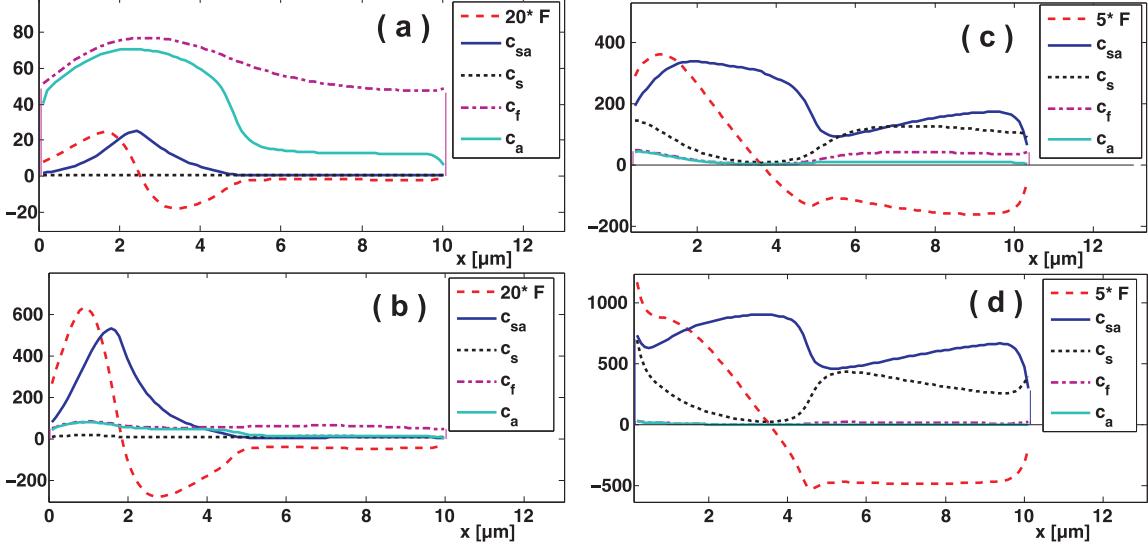 80
60
40
20
0
−20
( a )
20* F
c_sa
c_s
c_f
c_a
0 2 4 6 8 10 12
x [µm]
600
400
200
0
−200
( b )
20* F
c_sa
c_s
c_f
c_a
0 2 4 6 8 10 12
x [µm]
400
200
0
−200
( c )
5* F
c_sa
c_s
c_f
c_a
2 4 6 8 10 12
x [µm]
1000
500
0
−500
( d )
5* F
c_sa
c_s
c_f
c_a
2 4 6 8 10 12
x [µm]